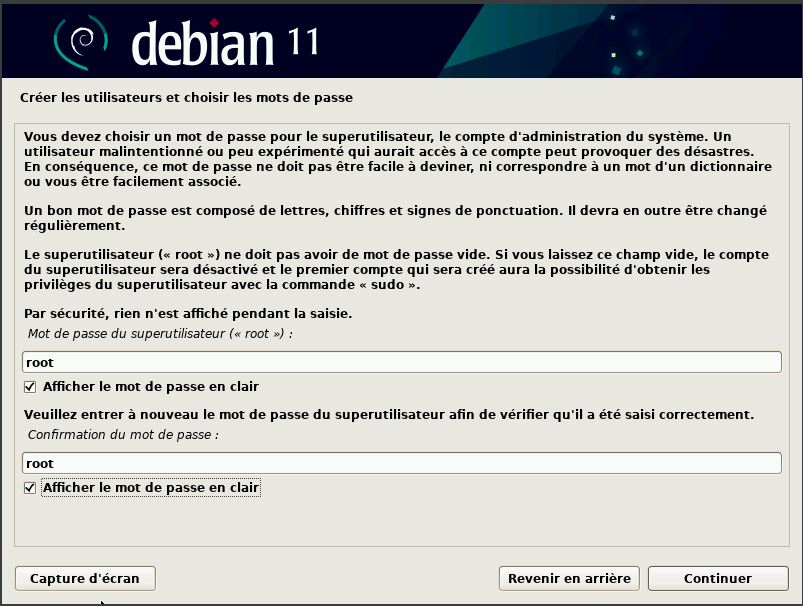 debian 11
Créer les utilisateurs et choisir les mots de passe
Vous devez choisir un mot de passe pour le superutilisateur, le compte d'administration du système. Un
utilisateur malintentionné ou peu expérimenté qui aurait accès à ce compte peut provoquer des désastres.
En conséquence, ce mot de passe ne doit pas être facile à deviner, ni correspondre à un mot d'un dictionnaire
ou vous être facilement associé.
Un bon mot de passe est composé de lettres, chiffres et signes de ponctuation. Il devra en outre être changé
régulièrement.
Le superutilisateur (« root ») ne doit pas avoir de mot de passe vide. Si vous laissez ce champ vide, le compte
du superutilisateur sera désactivé et le premier compte qui sera créé aura la possibilité d'obtenir les
privilèges du superutilisateur avec la commande « sudo ».
Par sécurité, rien n'est affiché pendant la saisie.
Mot de passe du superutilisateur (« root ») :
root
Afficher le mot de passe en clair
Veuillez entrer à nouveau le mot de passe du superutilisateur afin de vérifier qu'il a été saisi correctement.
Confirmation du mot de passe :
root
Afficher le mot de passe en clair
Capture d'écran
Revenir en arrière
Continuer